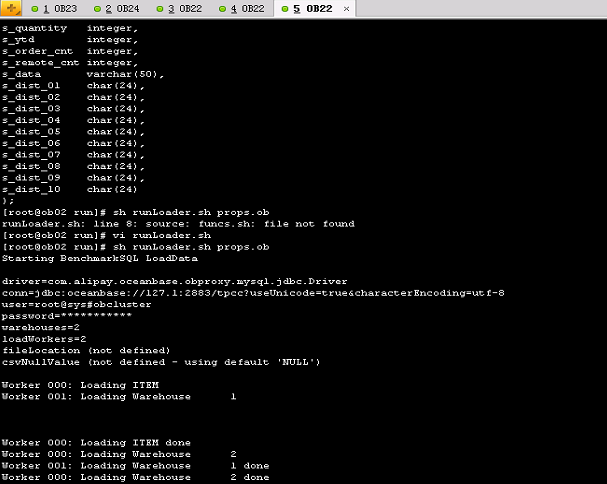 1 OB23 2 OB24 3 OB22 4 OB22 5 OB22 ×
s_quantity integer,
s_ytd integer,
s_order_cnt integer,
s_remote_cnt integer,
s_data varchar(50),
s_dist_01 char(24),
s_dist_02 char(24),
s_dist_03 char(24),
s_dist_04 char(24),
s_dist_05 char(24),
s_dist_06 char(24),
s_dist_07 char(24),
s_dist_08 char(24),
s_dist_09 char(24),
s_dist_10 char(24)
);
[root@ob02 run]# sh runLoader.sh props.ob
runLoader.sh: line 8: source: funcs.sh: file not found
[root@ob02 run]# vi runLoader.sh
[root@ob02 run]# sh runLoader.sh props.ob
Starting BenchmarkSQL LoadData
driver=com.alipay.oceanbase.obproxy.mysql.jdbc.Driver
conn=jdbc:oceanbase://127.1:2883/tpcc?useUnicode=true&characterEncoding=utf-8
user=root@sys#obcluster
password=***********
warehouses=2
loadWorkers=2
fileLocation (not defined)
csvNullValue (not defined - using default 'NULL')
Worker 000: Loading ITEM
Worker 001: Loading Warehouse 1
Worker 000: Loading ITEM done
Worker 000: Loading Warehouse 2
Worker 001: Loading Warehouse 1 done
Worker 000: Loading Warehouse 2 done